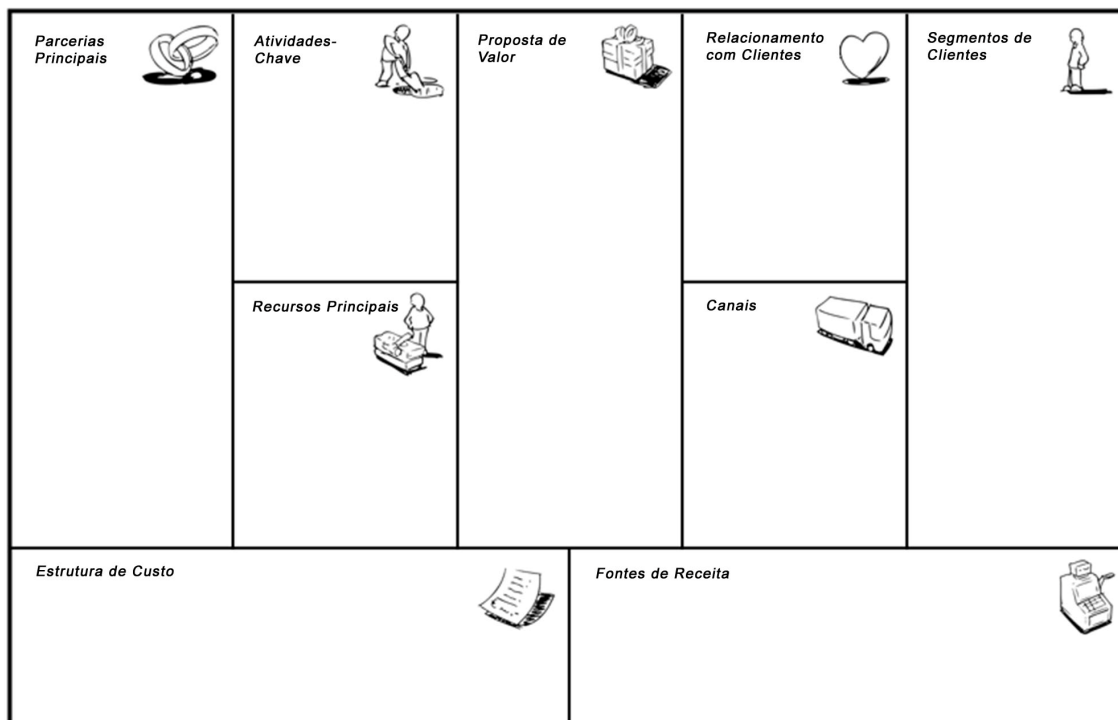 Parcerias
Principais
Atividades-
Chave
Proposta de
Valor
Relacionamento
com Clientes
Segmentos de
Clientes
Recursos Principais
Canais
Estrutura de Custo
Fontes de Receita